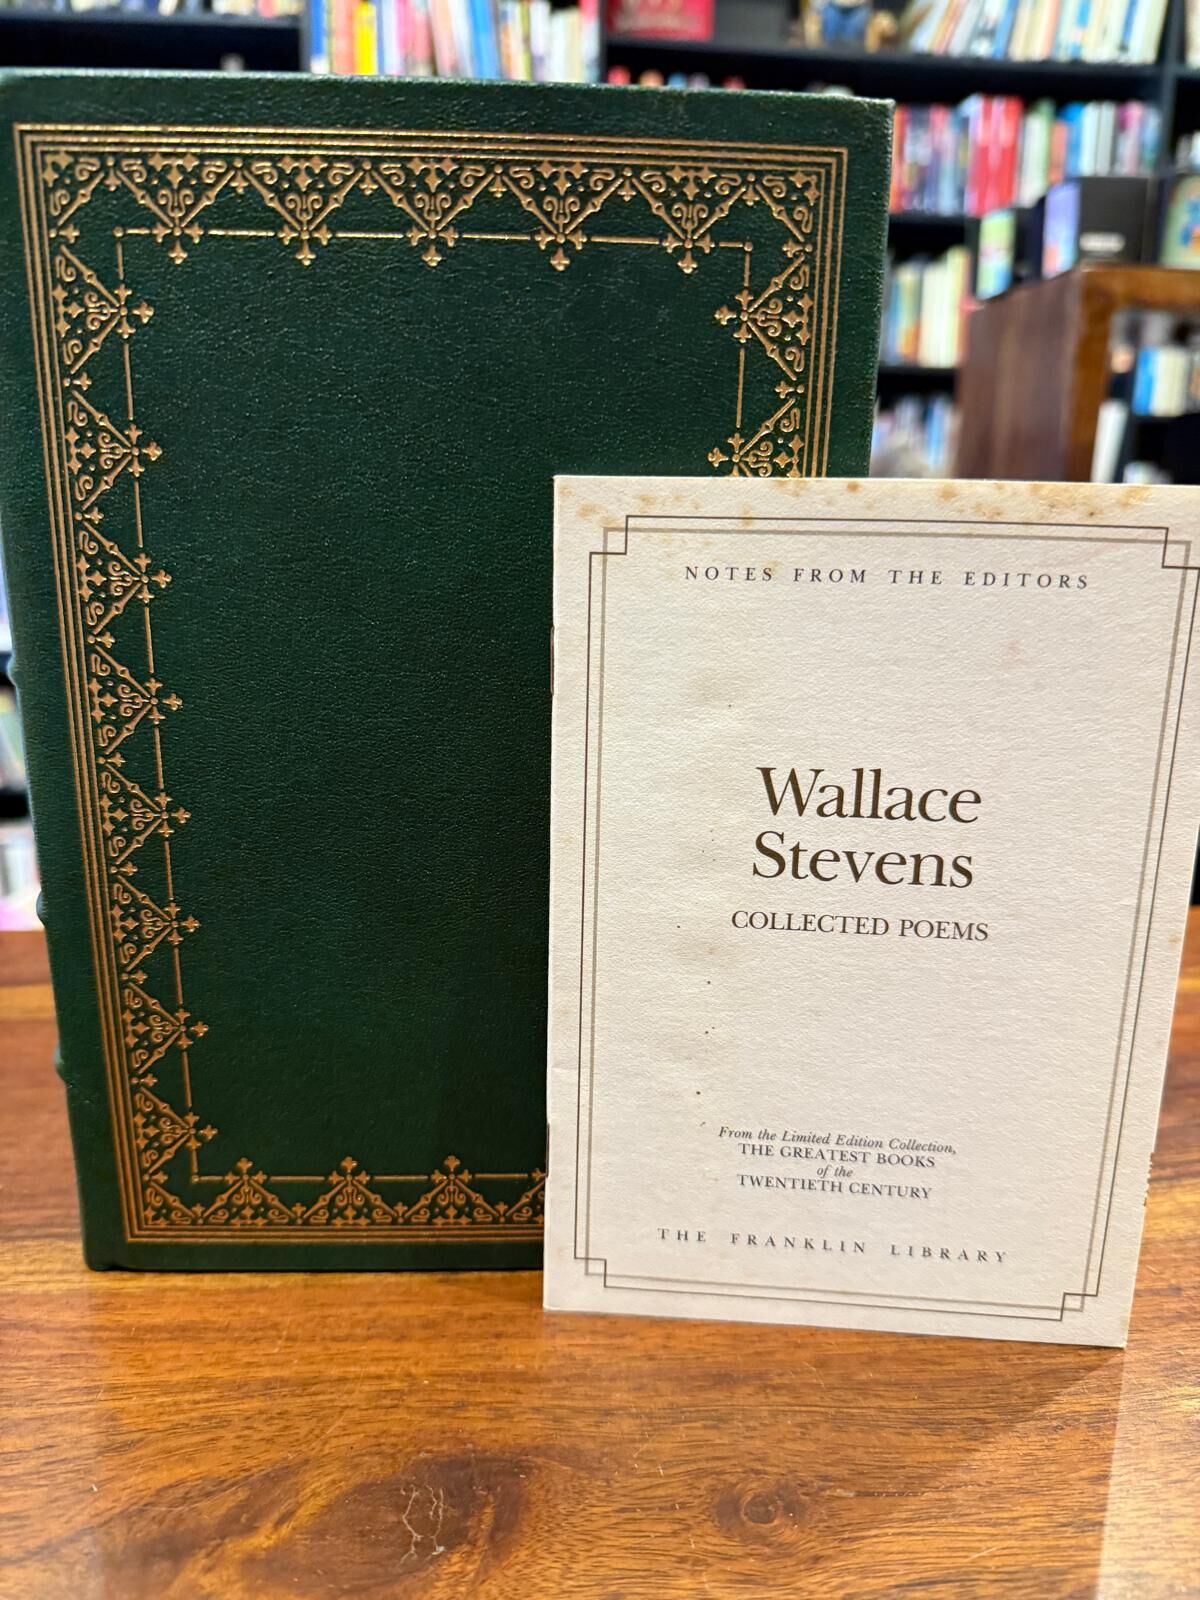 NOTES FROM THE EDITORS
Wallace
Stevens
COLLECTED POEMS
From the Limited Edition Collection,
THE GREATEST BOOKS
of the
TWENTIETH CENTURY
THE FRANKLIN LIBRARY